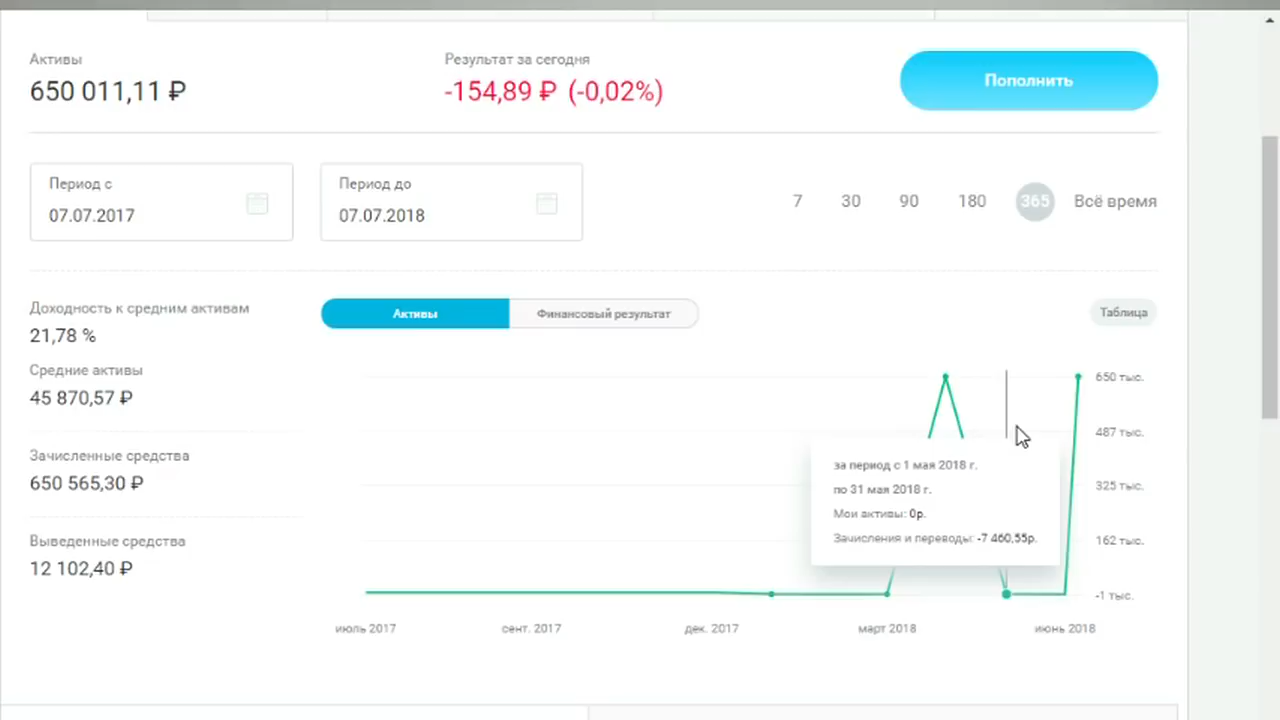 Активы
650 011,11 ₽
Результат за сегодня
-154,89 ₽ (-0,02%)
Пополнить
Период с
07.07.2017
Период до
07.07.2018
7 30 90 180 365 Всё время
Доходность к средним активам
21,78 %
Средние активы
45 870,57 ₽
Зачисленные средства
650 565,30 ₽
Выведенные средства
12 102,40 ₽
Активы
Финансовый результат
Таблица
650 тыс.
487 тыс.
325 тыс.
162 тыс.
-1 тыс.
за период с 1 мая 2018 г.
по 31 мая 2018 г.
Мои активы: 0р.
Зачисления и переводы: -7 460,55р.
июль 2017 сент. 2017 дек. 2017 март 2018 июнь 2018